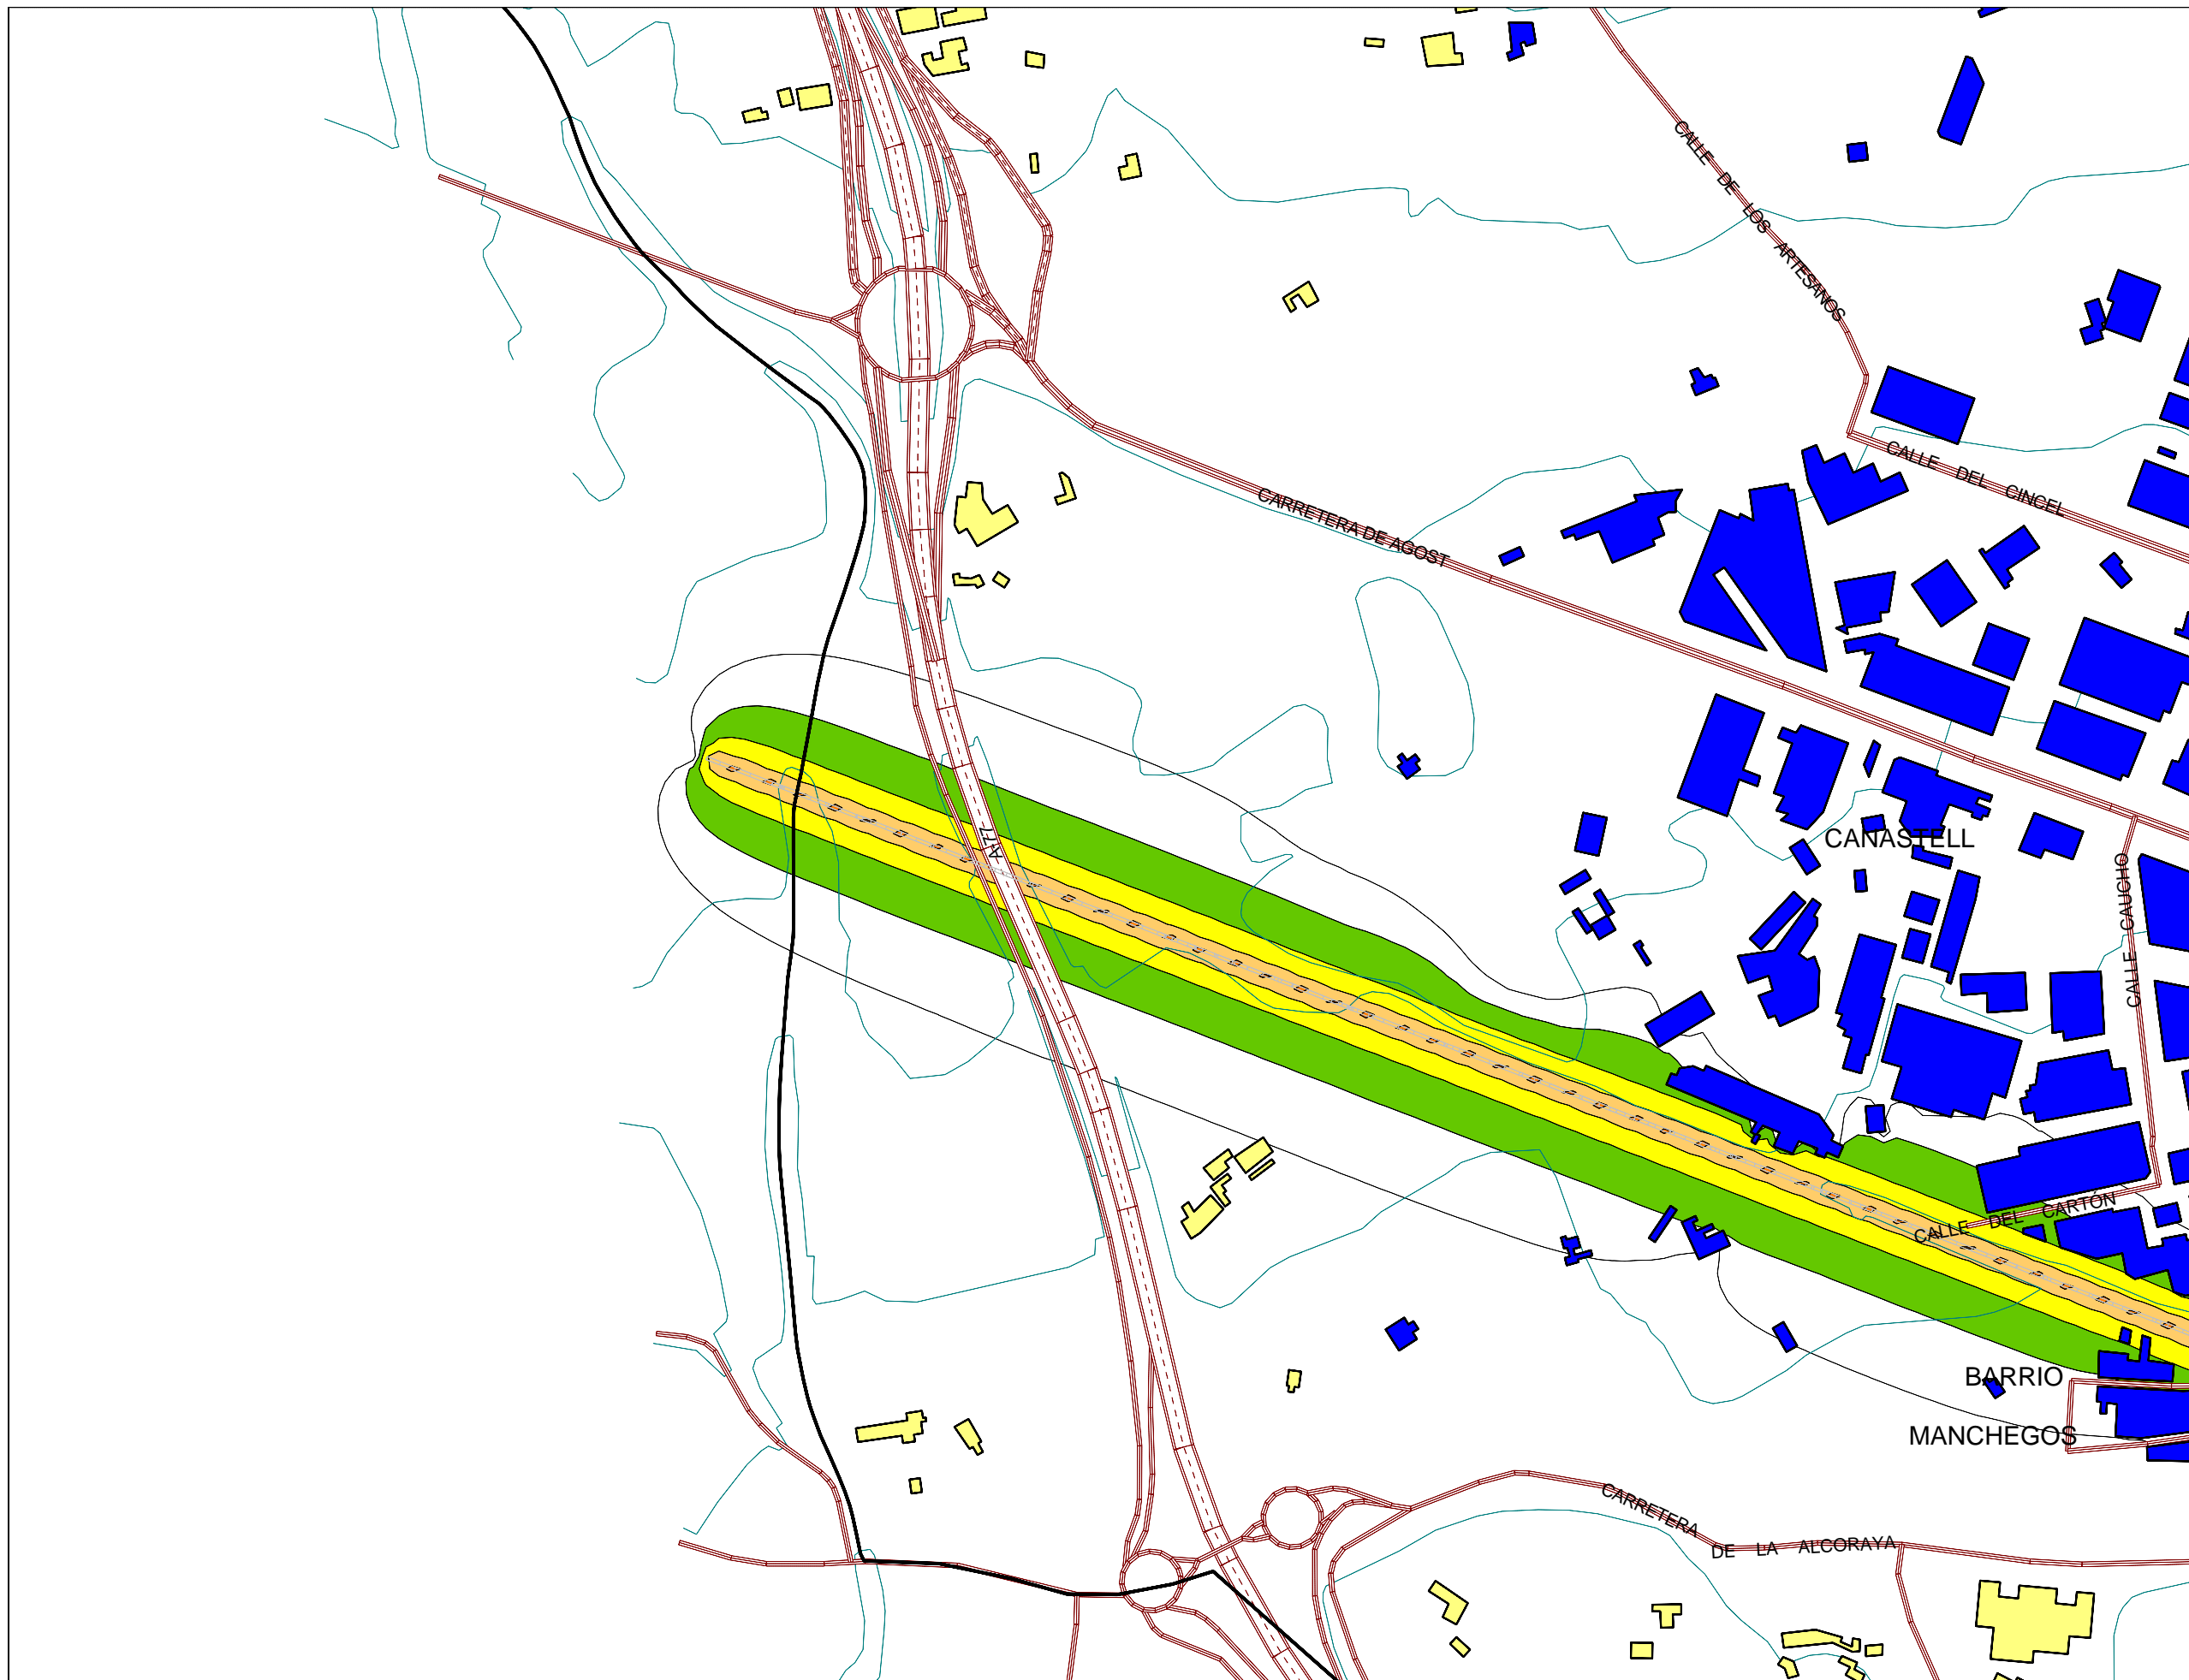 CALLE DE LOS ARTESANOS
CALLE DEL CINCEL
CARRETERA DE AGOST
A-77
CANASTELL
CALLE CAUCHO
CALLE DEL CARTÓN
BARRIO
MANCHEGOS
CARRETERA
DE LA ALCORAYA